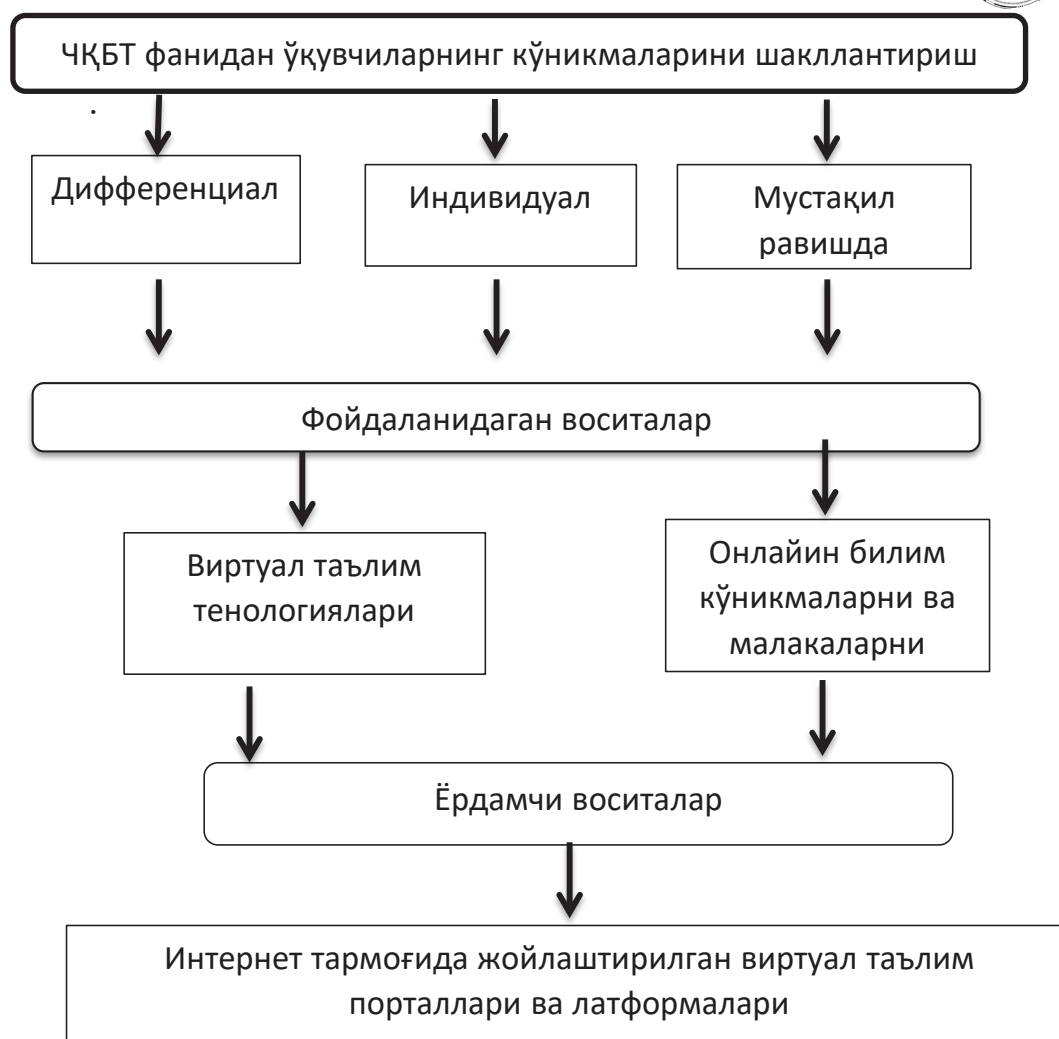 ЧҚБТ фанидан ўқувчиларнинг кўникмаларини шакллантириш
.
Дифференциал
Индивидуал
Мустақил
равишда
Фойдаланидаган воситалар
Виртуал таълим
тенологиялари
Онлайин билим
кўникмаларни ва
малакаларни
Ёрдамчи воситалар
Интернет тармоғида жойлаштирилган виртуал таълим
порталлари ва латформалари